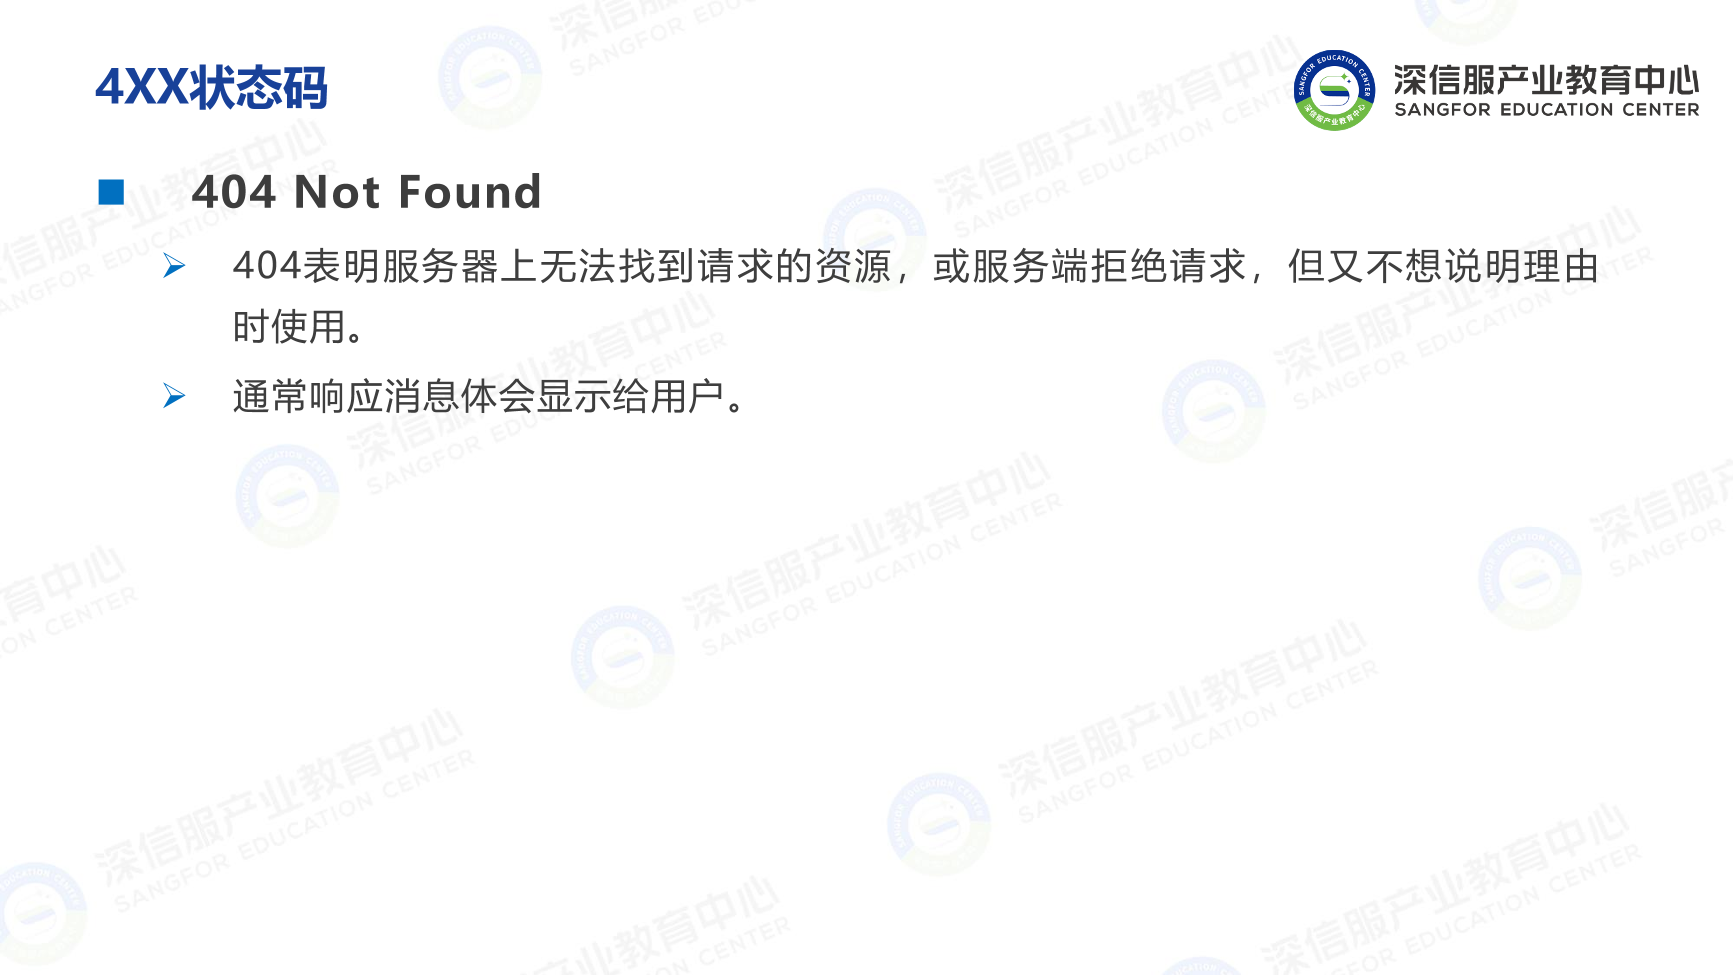 4XX状态码
深信服产业教育中心
SANGFOR EDUCATION CENTER
404 Not Found
404表明服务器上无法找到请求的资源，或服务端拒绝请求，但又不想说明理由
时使用。
通常响应消息体会显示给用户。